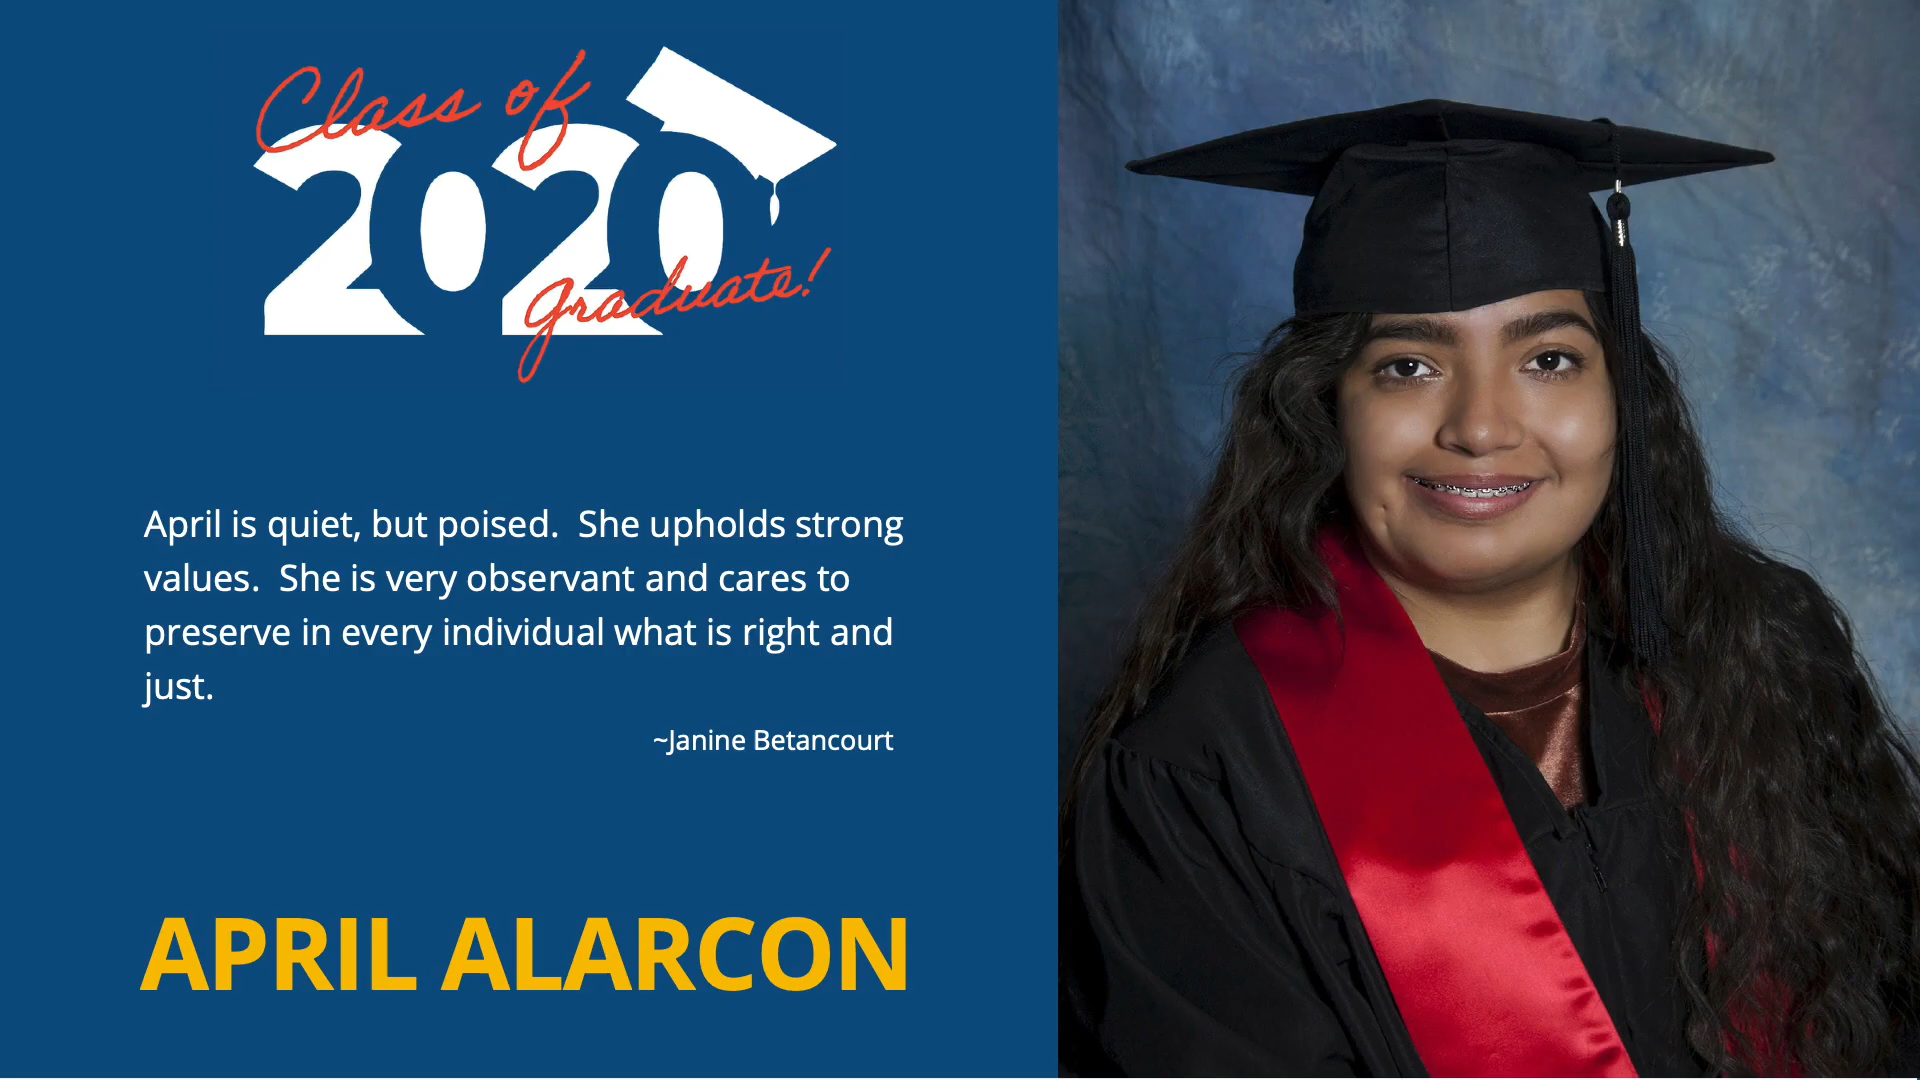 Class of
2020
graduate!
April is quiet, but poised.  She upholds strong
values.  She is very observant and cares to
preserve in every individual what is right and
just.
~Janine Betancourt
APRIL ALARCON